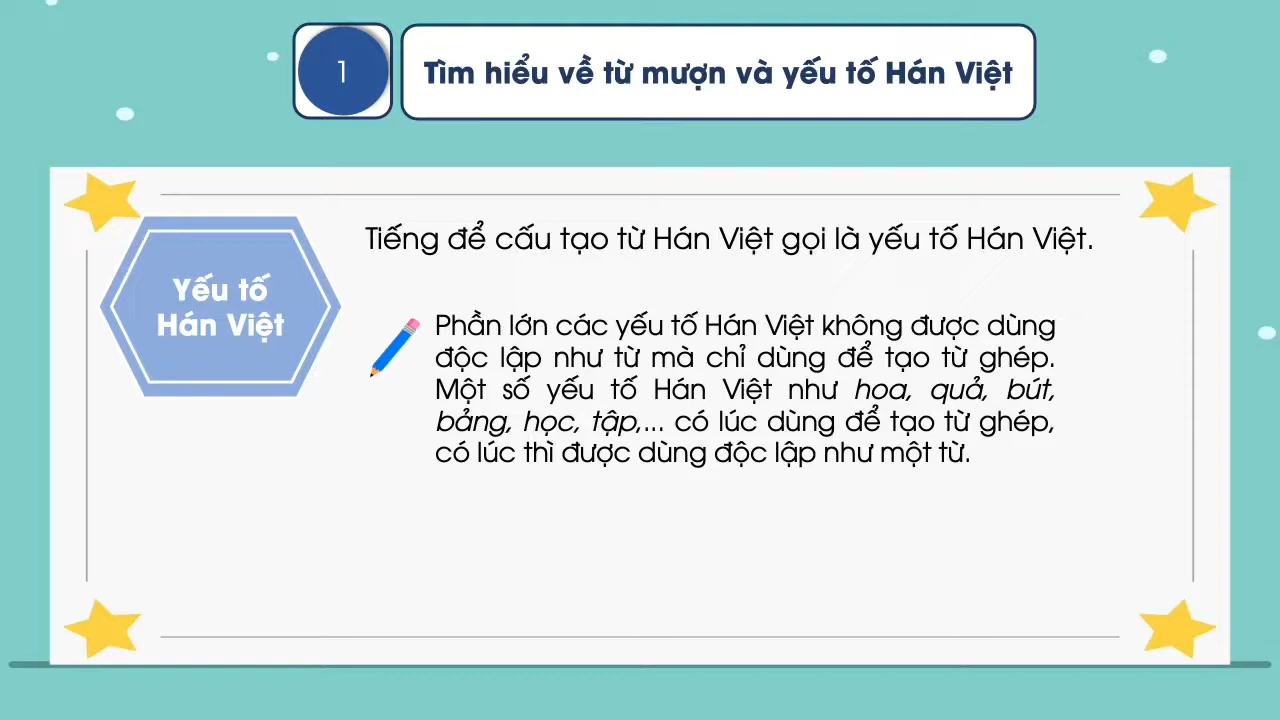 1
Tìm hiểu về từ mượn và yếu tố Hán Việt
Yếu tố
Hán Việt
Tiếng để cấu tạo từ Hán Việt gọi là yếu tố Hán Việt.
Phần lớn các yếu tố Hán Việt không được dùng
độc lập như từ mà chỉ dùng để tạo từ ghép.
Một số yếu tố Hán Việt như hoa, quả, bút,
bảng, học, tập,... có lúc dùng để tạo từ ghép,
có lúc thì được dùng độc lập như một từ.